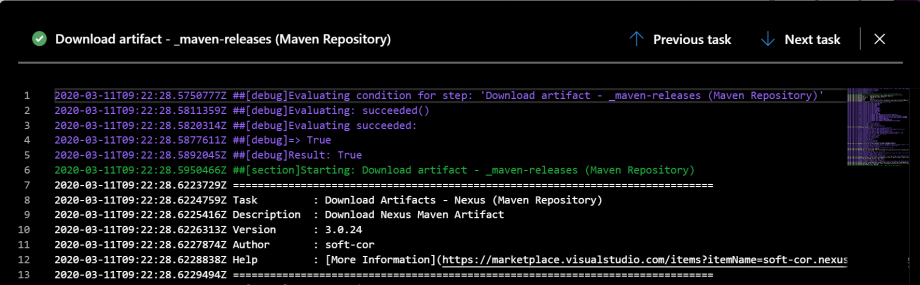 Download artifact - _maven-releases (Maven Repository)
Previous task
Next task
1 2020-03-11T09:22:28.5750777Z ##[debug]Evaluating condition for step: 'Download artifact - _maven-releases (Maven Repository)'
2 2020-03-11T09:22:28.5811359Z ##[debug]Evaluating: succeeded()
3 2020-03-11T09:22:28.5820314Z ##[debug]Evaluating succeeded:
4 2020-03-11T09:22:28.5877611Z ##[debug]=> True
5 2020-03-11T09:22:28.5892045Z ##[debug]Result: True
6 2020-03-11T09:22:28.5950466Z ##[section]Starting: Download artifact - _maven-releases (Maven Repository)
7 2020-03-11T09:22:28.6223729Z ==============================================================================
8 2020-03-11T09:22:28.6224759Z Task         : Download Artifacts - Nexus (Maven Repository)
9 2020-03-11T09:22:28.6225416Z Description  : Download Nexus Maven Artifact
10 2020-03-11T09:22:28.6226313Z Version      : 3.0.24
11 2020-03-11T09:22:28.6227874Z Author       : soft-cor
12 2020-03-11T09:22:28.6228838Z Help         : [More Information](https://marketplace.visualstudio.com/items?itemName=soft-cor.nexus
13 2020-03-11T09:22:28.6229494Z ==============================================================================